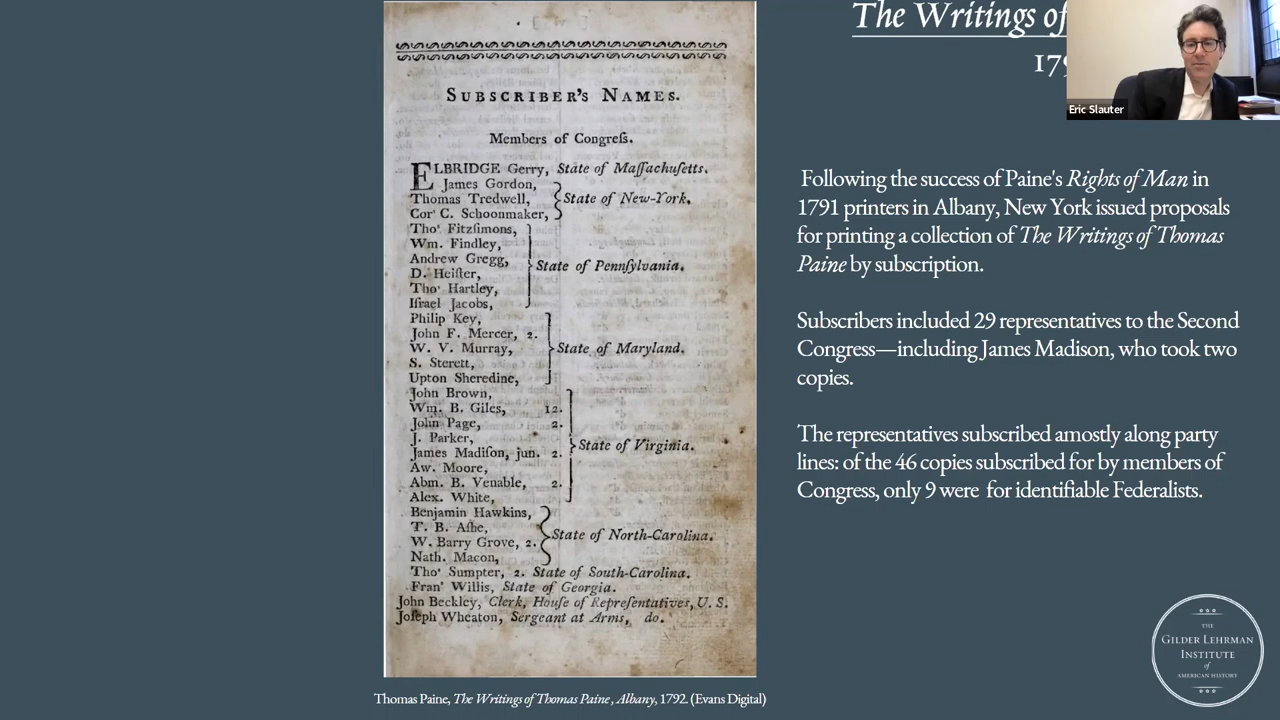 [ v ]
SUBSCRIBER'S NAMES.
Members of Congreſs.
ELBRIDGE Gerry, State of Maſſachuſetts.
James Gordon,
Thomas Tredwell,
Corˢ C. Schoonmaker,
State of New-York.
Thoˢ Fitzſimons,
Wm. Findley,
Andrew Gregg,
D. Heiſter,
Thoˢ Hartley,
Iſrael Jacobs,
State of Pennſylvania.
Philip Key,
John F. Mercer, 2.
W. V. Murray,
S. Sterett,
Upton Sheredine,
State of Maryland.
John Brown,
Wm. B. Giles, 12.
John Page, 2.
J. Parker,
James Madiſon, jun. 2.
Aw. Moore,
Abm. B. Venable, 2.
Alex. White,
State of Virginia.
Benjamin Hawkins,
T. B. Aſhe,
W. Barry Grove, 2.
Nath. Macon,
State of North-Carolina.
Thoˢ Sumpter, 2. State of South-Carolina.
Franˢ Willis, State of Georgia.
John Beckley, Clerk, Houſe of Repreſentatives, U. S.
Joſeph Wheaton, Sergeant at Arms, do.
Thomas Paine, The Writings of Thomas Paine, Albany, 1792. (Evans Digital)
The Writings of
179
Eric Slauter
Following the success of Paine's Rights of Man in
1791 printers in Albany, New York issued proposals
for printing a collection of The Writings of Thomas
Paine by subscription.
Subscribers included 29 representatives to the Second
Congress—including James Madison, who took two
copies.
The representatives subscribed amostly along party
lines: of the 46 copies subscribed for by members of
Congress, only 9 were for identifiable Federalists.
THE
GILDER LEHRMAN
INSTITUTE
of
AMERICAN HISTORY